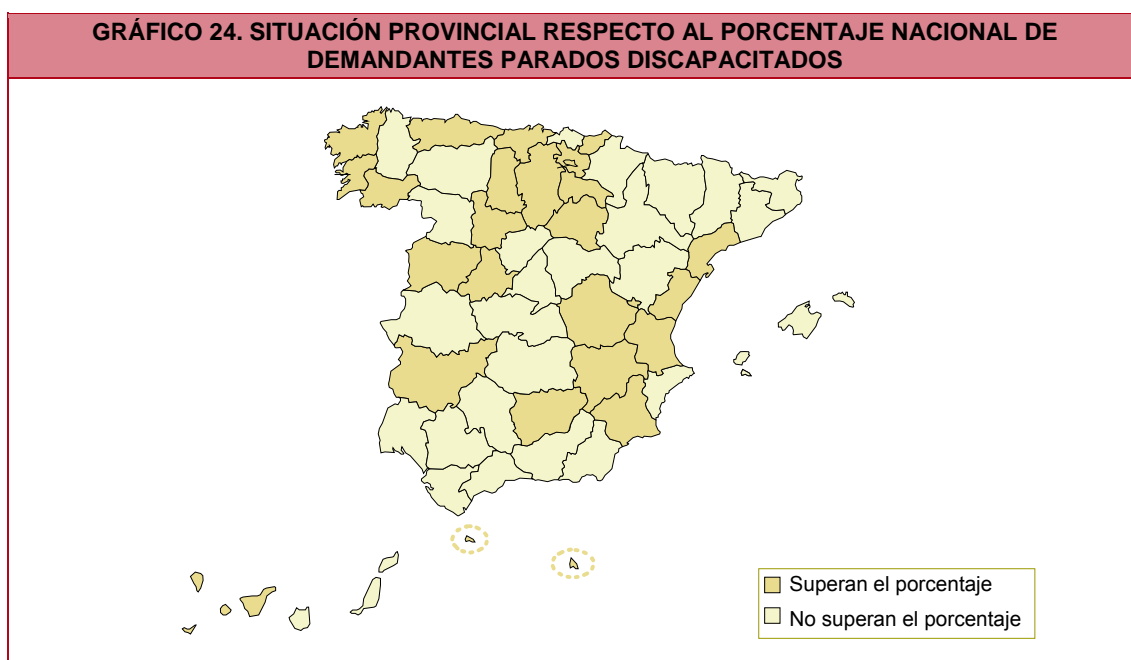 GRÁFICO 24. SITUACIÓN PROVINCIAL RESPECTO AL PORCENTAJE NACIONAL DE
DEMANDANTES PARADOS DISCAPACITADOS
Superan el porcentaje
No superan el porcentaje